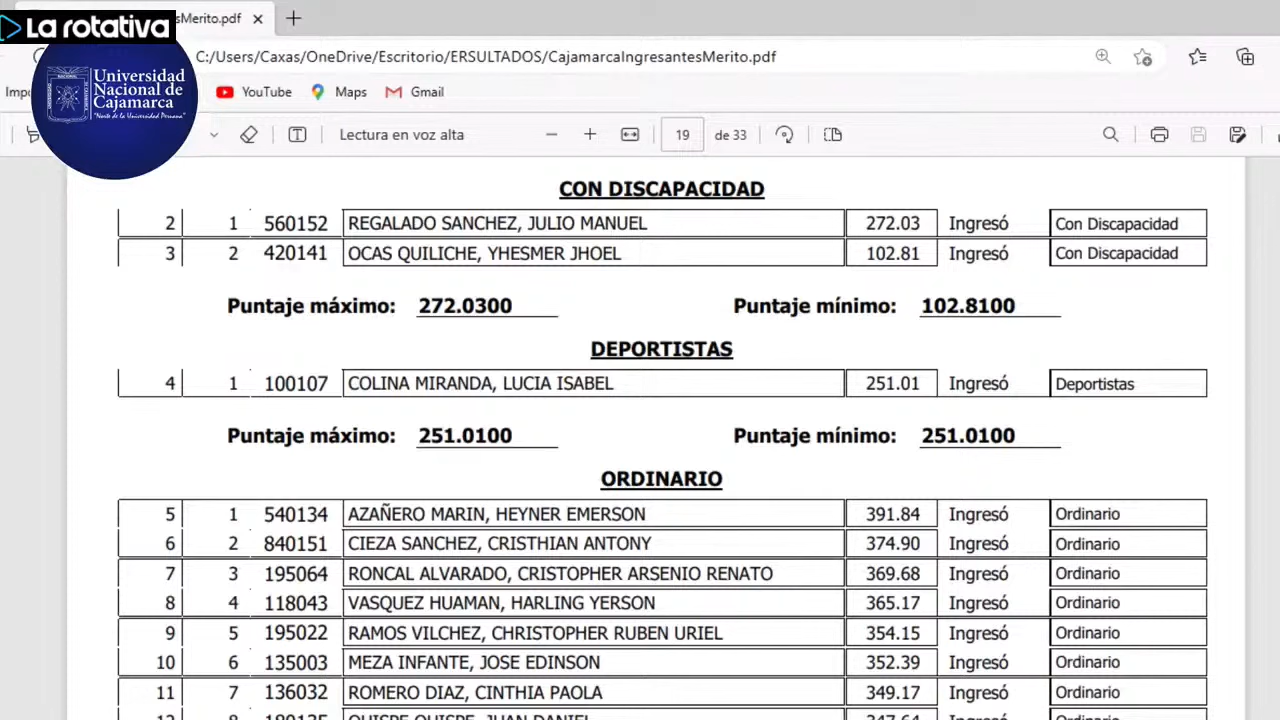 LA rotativa
sMerito.pdf
C:/Users/Caxas/OneDrive/Escritorio/ERSULTADOS/CajamarcaIngresantesMerito.pdf
Universidad
Nacional de
Cajamarca
"Norte de la Universidad Peruana"
YouTube
Maps
Gmail
Lectura en voz alta
19 de 33
CON DISCAPACIDAD
2 1 560152 REGALADO SANCHEZ, JULIO MANUEL 272.03 Ingresó Con Discapacidad
3 2 420141 OCAS QUILICHE, YHESMER JHOEL 102.81 Ingresó Con Discapacidad
Puntaje máximo: 272.0300 Puntaje mínimo: 102.8100
DEPORTISTAS
4 1 100107 COLINA MIRANDA, LUCIA ISABEL 251.01 Ingresó Deportistas
Puntaje máximo: 251.0100 Puntaje mínimo: 251.0100
ORDINARIO
5 1 540134 AZAÑERO MARIN, HEYNER EMERSON 391.84 Ingresó Ordinario
6 2 840151 CIEZA SANCHEZ, CRISTHIAN ANTONY 374.90 Ingresó Ordinario
7 3 195064 RONCAL ALVARADO, CRISTOPHER ARSENIO RENATO 369.68 Ingresó Ordinario
8 4 118043 VASQUEZ HUAMAN, HARLING YERSON 365.17 Ingresó Ordinario
9 5 195022 RAMOS VILCHEZ, CHRISTOPHER RUBEN URIEL 354.15 Ingresó Ordinario
10 6 135003 MEZA INFANTE, JOSE EDINSON 352.39 Ingresó Ordinario
11 7 136032 ROMERO DIAZ, CINTHIA PAOLA 349.17 Ingresó Ordinario